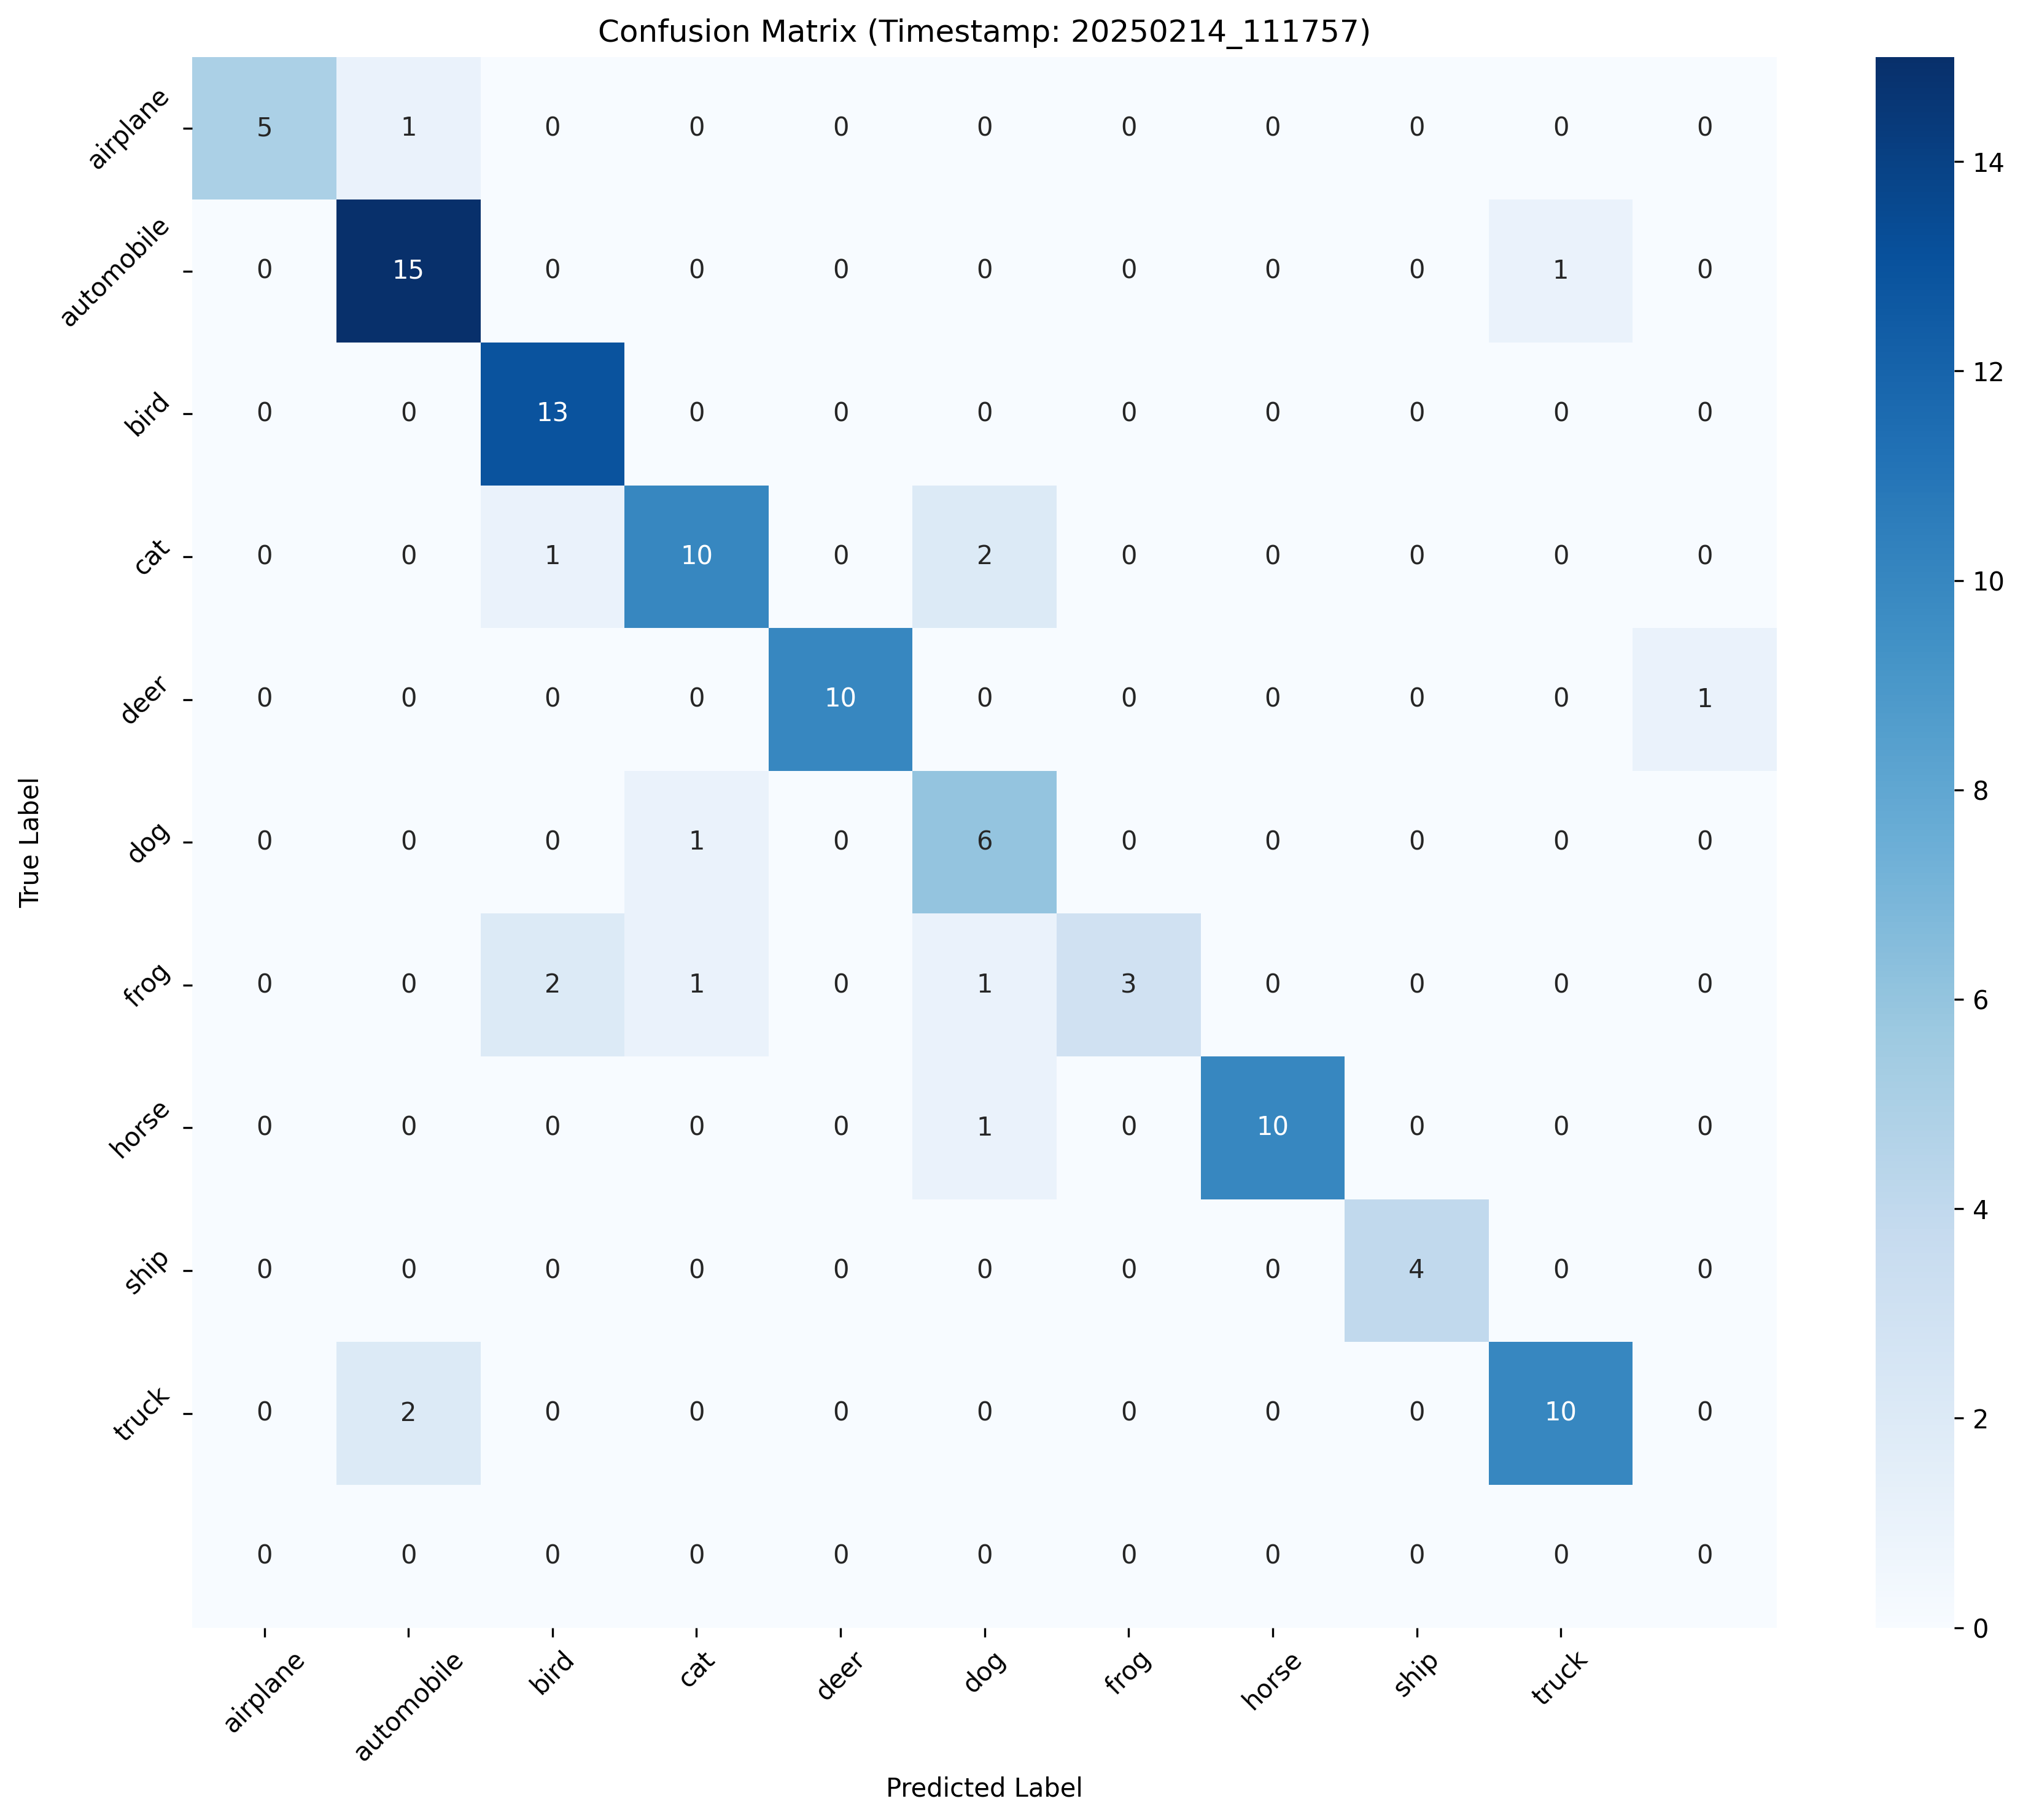 Confusion Matrix (Timestamp: 20250214_111757)
airplane 5 1 0 0 0 0 0 0 0 0 0
automobile 0 15 0 0 0 0 0 0 0 1 0
bird 0 0 13 0 0 0 0 0 0 0 0
cat 0 0 1 10 0 2 0 0 0 0 0
deer 0 0 0 0 10 0 0 0 0 0 1
dog 0 0 0 1 0 6 0 0 0 0 0
frog 0 0 2 1 0 1 3 0 0 0 0
horse 0 0 0 0 0 1 0 10 0 0 0
ship 0 0 0 0 0 0 0 0 4 0 0
truck 0 2 0 0 0 0 0 0 0 10 0
0 0 0 0 0 0 0 0 0 0 0
airplane automobile bird cat deer dog frog horse ship truck
Predicted Label
True Label
14
12
10
8
6
4
2
0